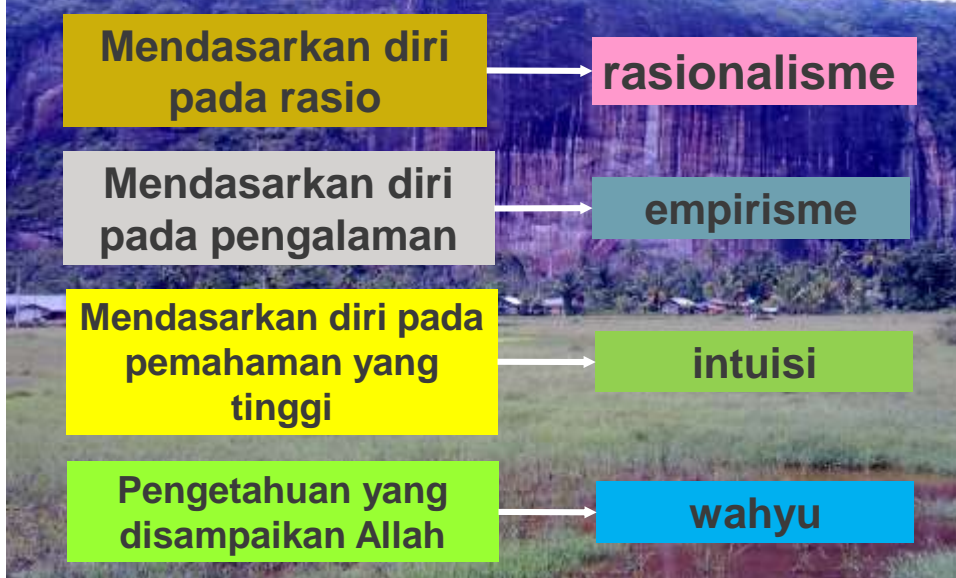 Mendasarkan diri
pada rasio
rasionalisme
Mendasarkan diri
pada pengalaman
empirisme
Mendasarkan diri pada
pemahaman yang
tinggi
intuisi
Pengetahuan yang
disampaikan Allah
wahyu